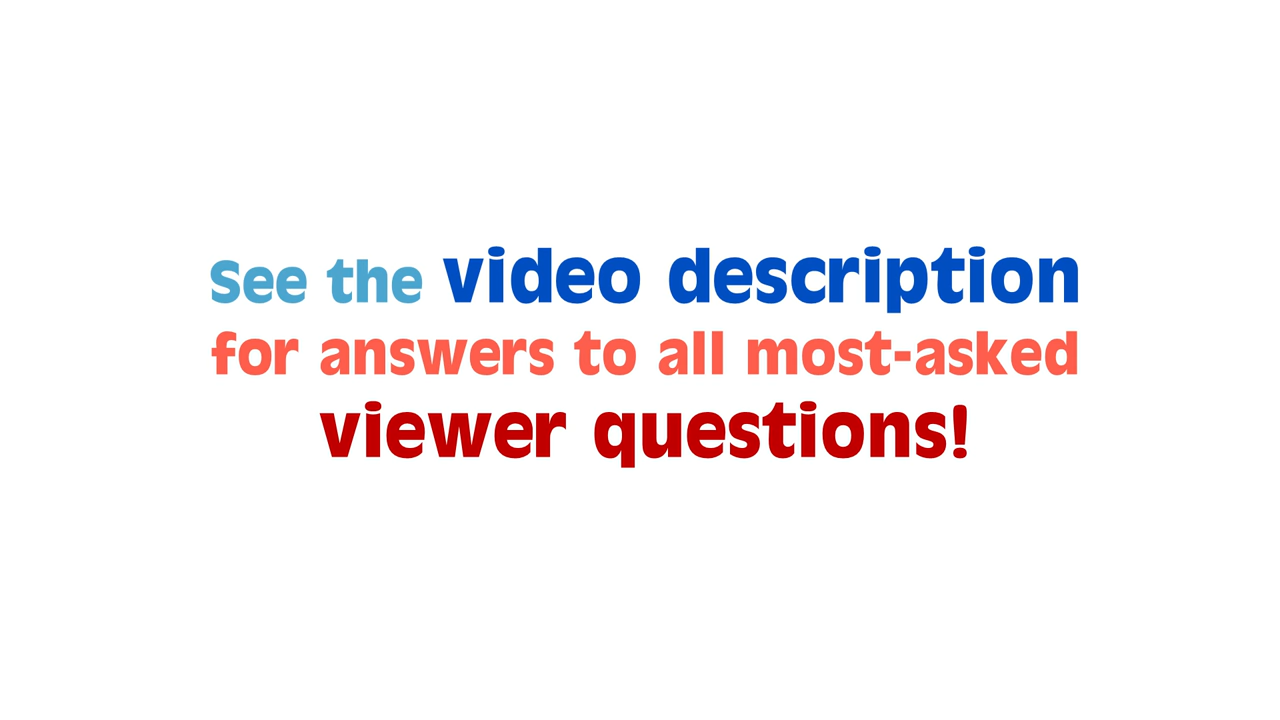 See the video description
for answers to all most-asked
viewer questions!